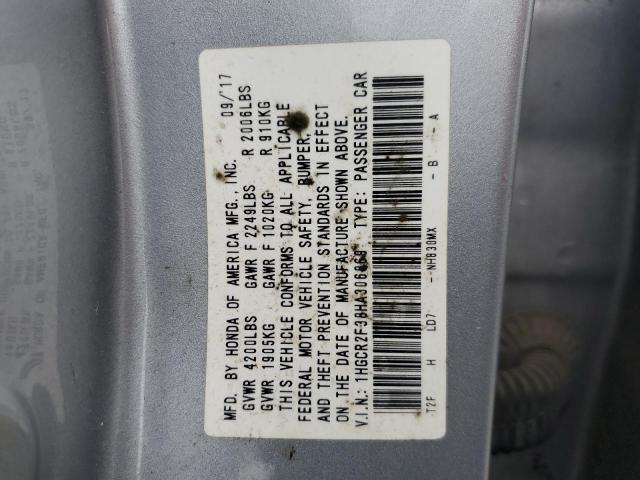 MFD. BY HONDA OF AMERICA MFG., INC. 09/17
GVWR 4200LBS GAWR F 2249LBS R 2006LBS
GVWR 1905KG GAWR F 1020KG R 910KG
THIS VEHICLE CONFORMS TO ALL APPLICABLE
FEDERAL MOTOR VEHICLE SAFETY, BUMPER,
AND THEFT PREVENTION STANDARDS IN EFFECT
ON THE DATE OF MANUFACTURE SHOWN ABOVE.
V.I.N.: TYPE: PASSENGER CAR
T2F H LD7 --NH830MX - B - A